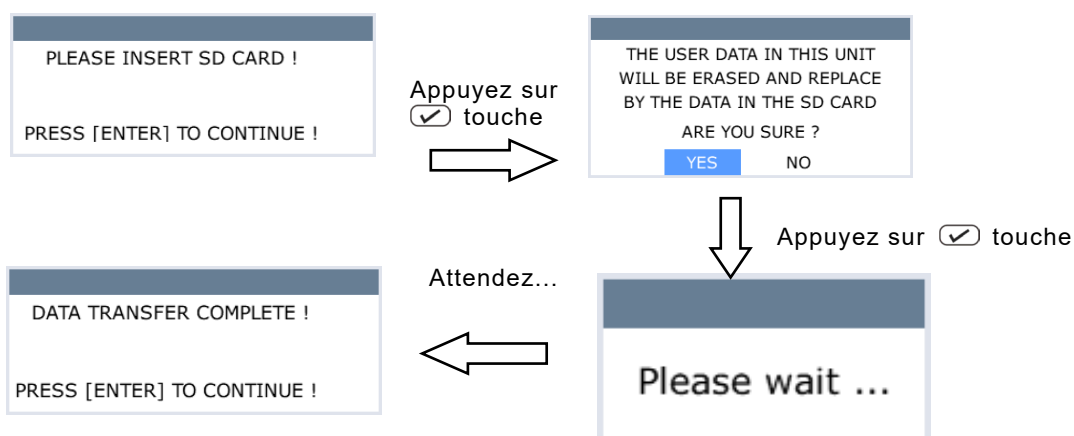 PLEASE INSERT SD CARD !
PRESS [ENTER] TO CONTINUE !
Appuyez sur
touche
THE USER DATA IN THIS UNIT
WILL BE ERASED AND REPLACE
BY THE DATA IN THE SD CARD
ARE YOU SURE ?
YES NO
Appuyez sur touche
Please wait ...
Attendez...
DATA TRANSFER COMPLETE !
PRESS [ENTER] TO CONTINUE !